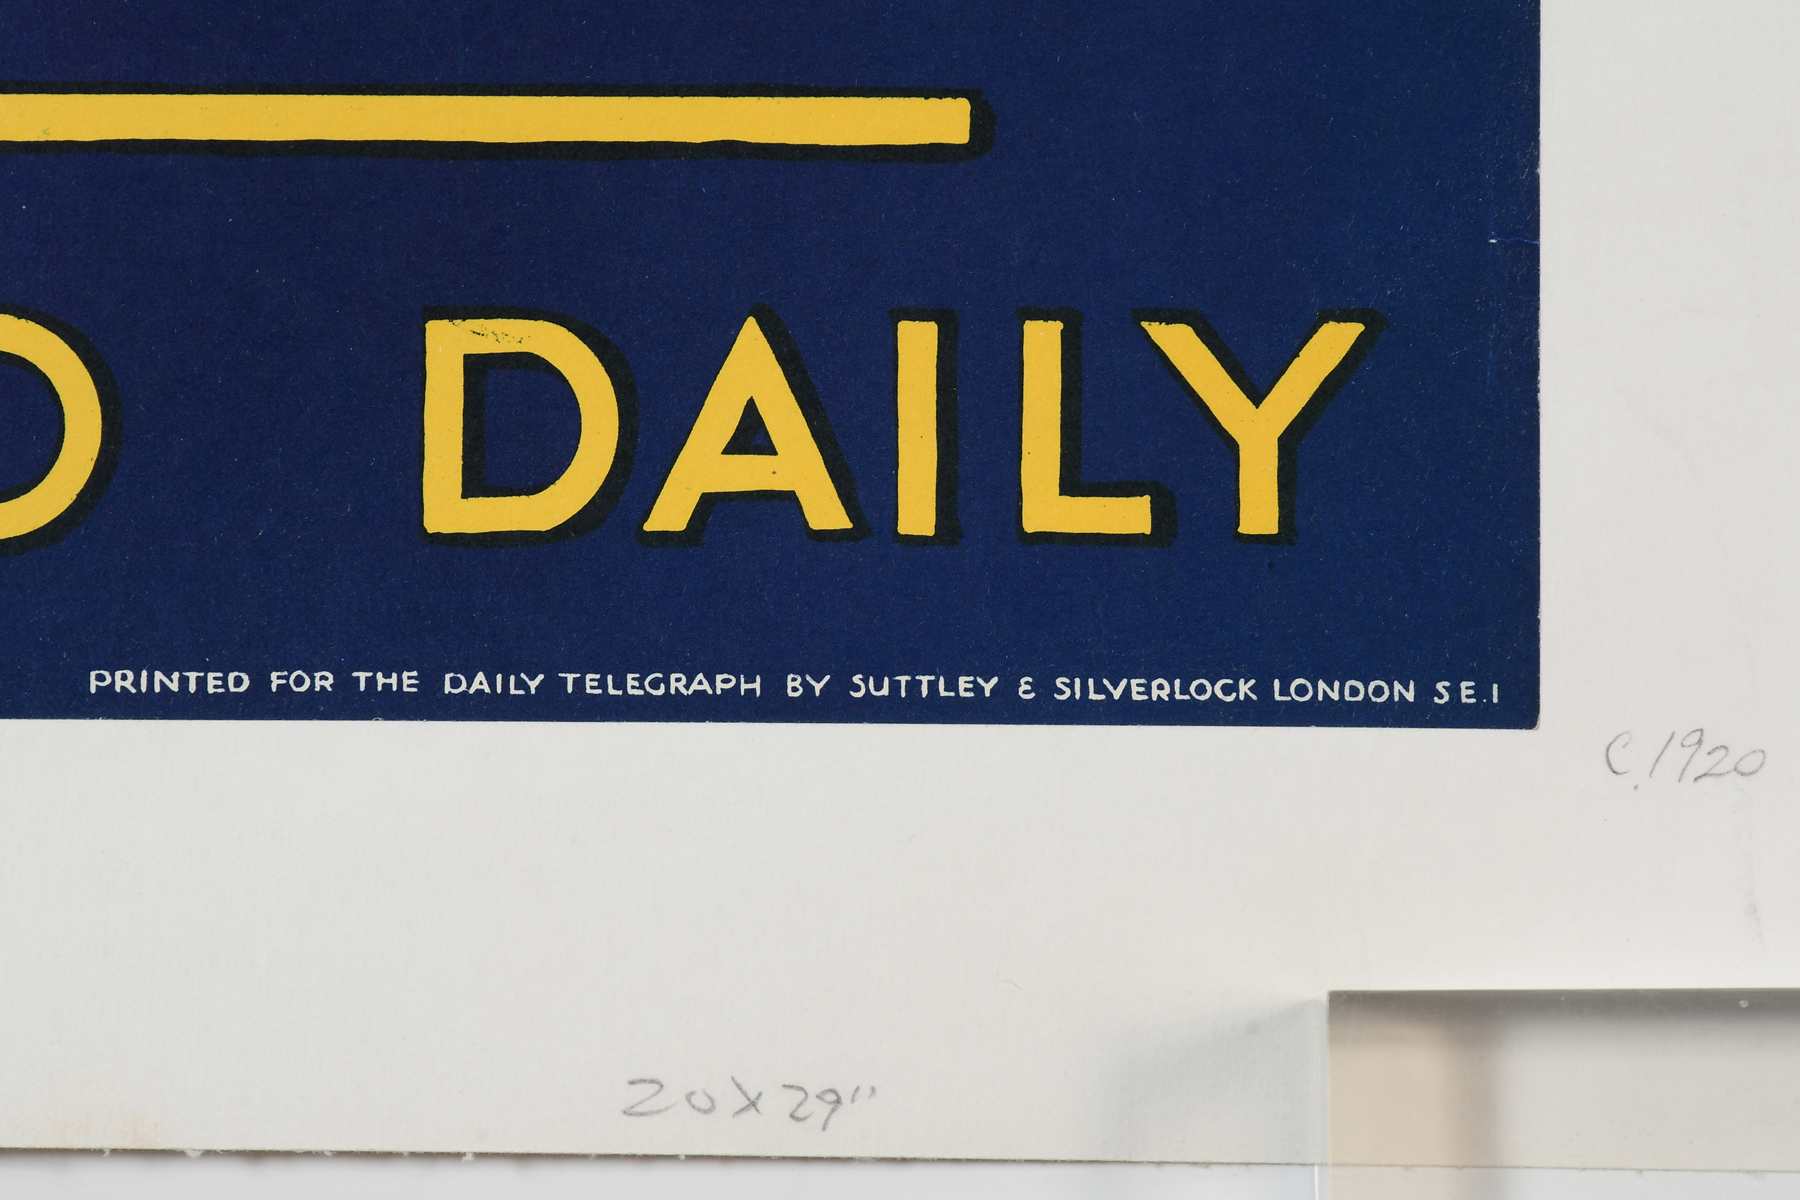 D DAILY
PRINTED FOR THE DAILY TELEGRAPH BY SUTTLEY & SILVERLOCK LONDON S E.1
C.1920
20X29"